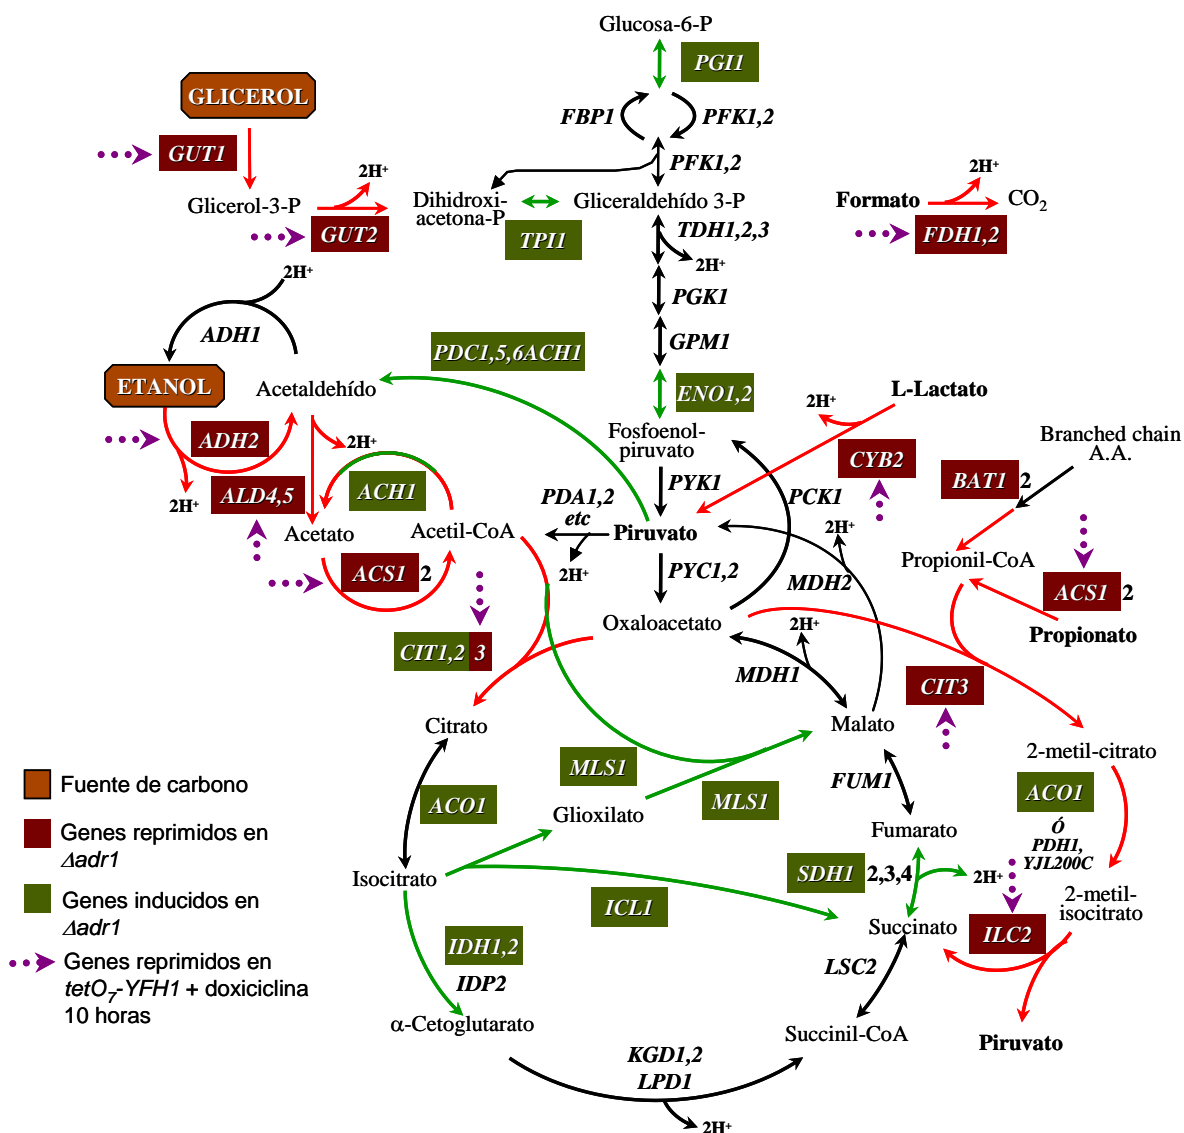 Glucosa-6-P
PGI1
GLICEROL
FBP1
PFK1,2
GUT1
PFK1,2
2H+
Glicerol-3-P
Dihidroxi-
acetona-P
Gliceraldehído 3-P
2H+
Formato
CO2
GUT2
TPI1
TDH1,2,3
FDH1,2
2H+
2H+
PGK1
ADH1
GPM1
PDC1,5,6ACH1
ETANOL
Acetaldehído
ENO1,2
L-Lactato
2H+
Fosfoenol-
piruvato
ADH2
2H+
CYB2
Branched chain
A.A.
2H+
ALD4,5
ACH1
PDA1,2
etc
PYK1
PCK1
BAT1 2
Acetato
Acetil-CoA
Piruvato
2H+
Propionil-CoA
ACS1 2
2H+
PYC1,2
MDH2
ACS1 2
Oxaloacetato
2H+
Propionato
CIT1,2 3
MDH1
CIT3
Citrato
Malato
2-metil-citrato
Fuente de carbono
MLS1
MLS1
FUM1
ACO1
ACO1
Glioxilato
Genes reprimidos en
Δadr1
Fumarato
Ó
PDH1,
YJL200C
Isocitrato
SDH1 2,3,4
2H+
Genes inducidos en
Δadr1
ICL1
2-metil-
isocitrato
Succinato
ILC2
IDH1,2
Genes reprimidos en
tetO7-YFH1 + doxiciclina
10 horas
IDP2
LSC2
α-Cetoglutarato
Succinil-CoA
Piruvato
KGD1,2
LPD1
2H+